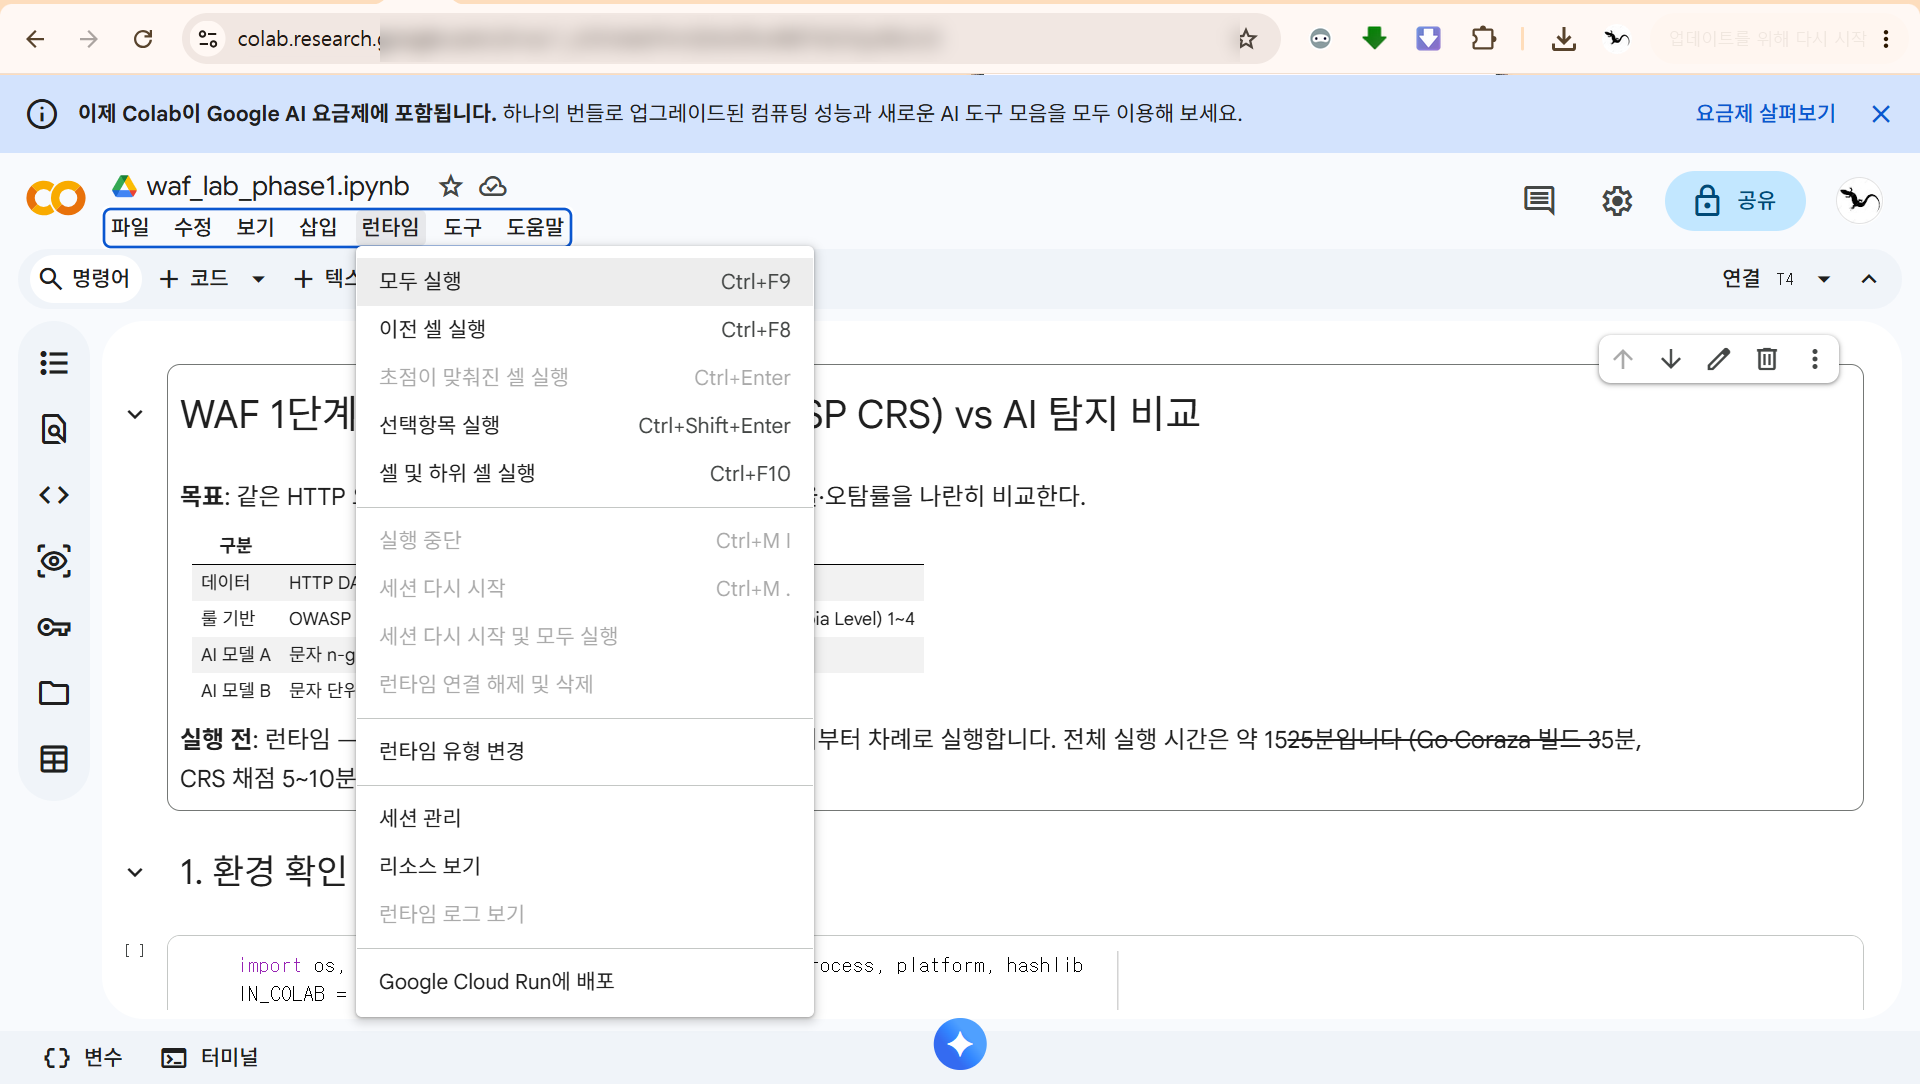 colab.research.g
업데이트를 위해 다시 시작
이제 Colab이 Google AI 요금제에 포함됩니다. 하나의 번들로 업그레이드된 컴퓨팅 성능과 새로운 AI 도구 모음을 모두 이용해 보세요.
요금제 살펴보기
waf_lab_phase1.ipynb
파일 수정 보기 삽입 런타임 도구 도움말
공유
명령어 + 코드 + 텍스
연결 T4
모두 실행 Ctrl+F9
이전 셀 실행 Ctrl+F8
초점이 맞춰진 셀 실행 Ctrl+Enter
선택항목 실행 Ctrl+Shift+Enter
셀 및 하위 셀 실행 Ctrl+F10
실행 중단 Ctrl+M I
세션 다시 시작 Ctrl+M .
세션 다시 시작 및 모두 실행
런타임 연결 해제 및 삭제
런타임 유형 변경
세션 관리
리소스 보기
런타임 로그 보기
Google Cloud Run에 배포
WAF 1단계 SP CRS) vs AI 탐지 비교
목표: 같은 HTTP ·오탐률을 나란히 비교한다.
구분
데이터 HTTP DA
룰 기반 OWASP ia Level) 1~4
AI 모델 A 문자 n-g
AI 모델 B 문자 단위
실행 전: 런타임 — 부터 차례로 실행합니다. 전체 실행 시간은 약 1525분입니다 (Go·Coraza 빌드 35분,
CRS 채점 5~10분
1. 환경 확인
[ ]
import os, rocess, platform, hashlib
IN_COLAB =
변수 터미널